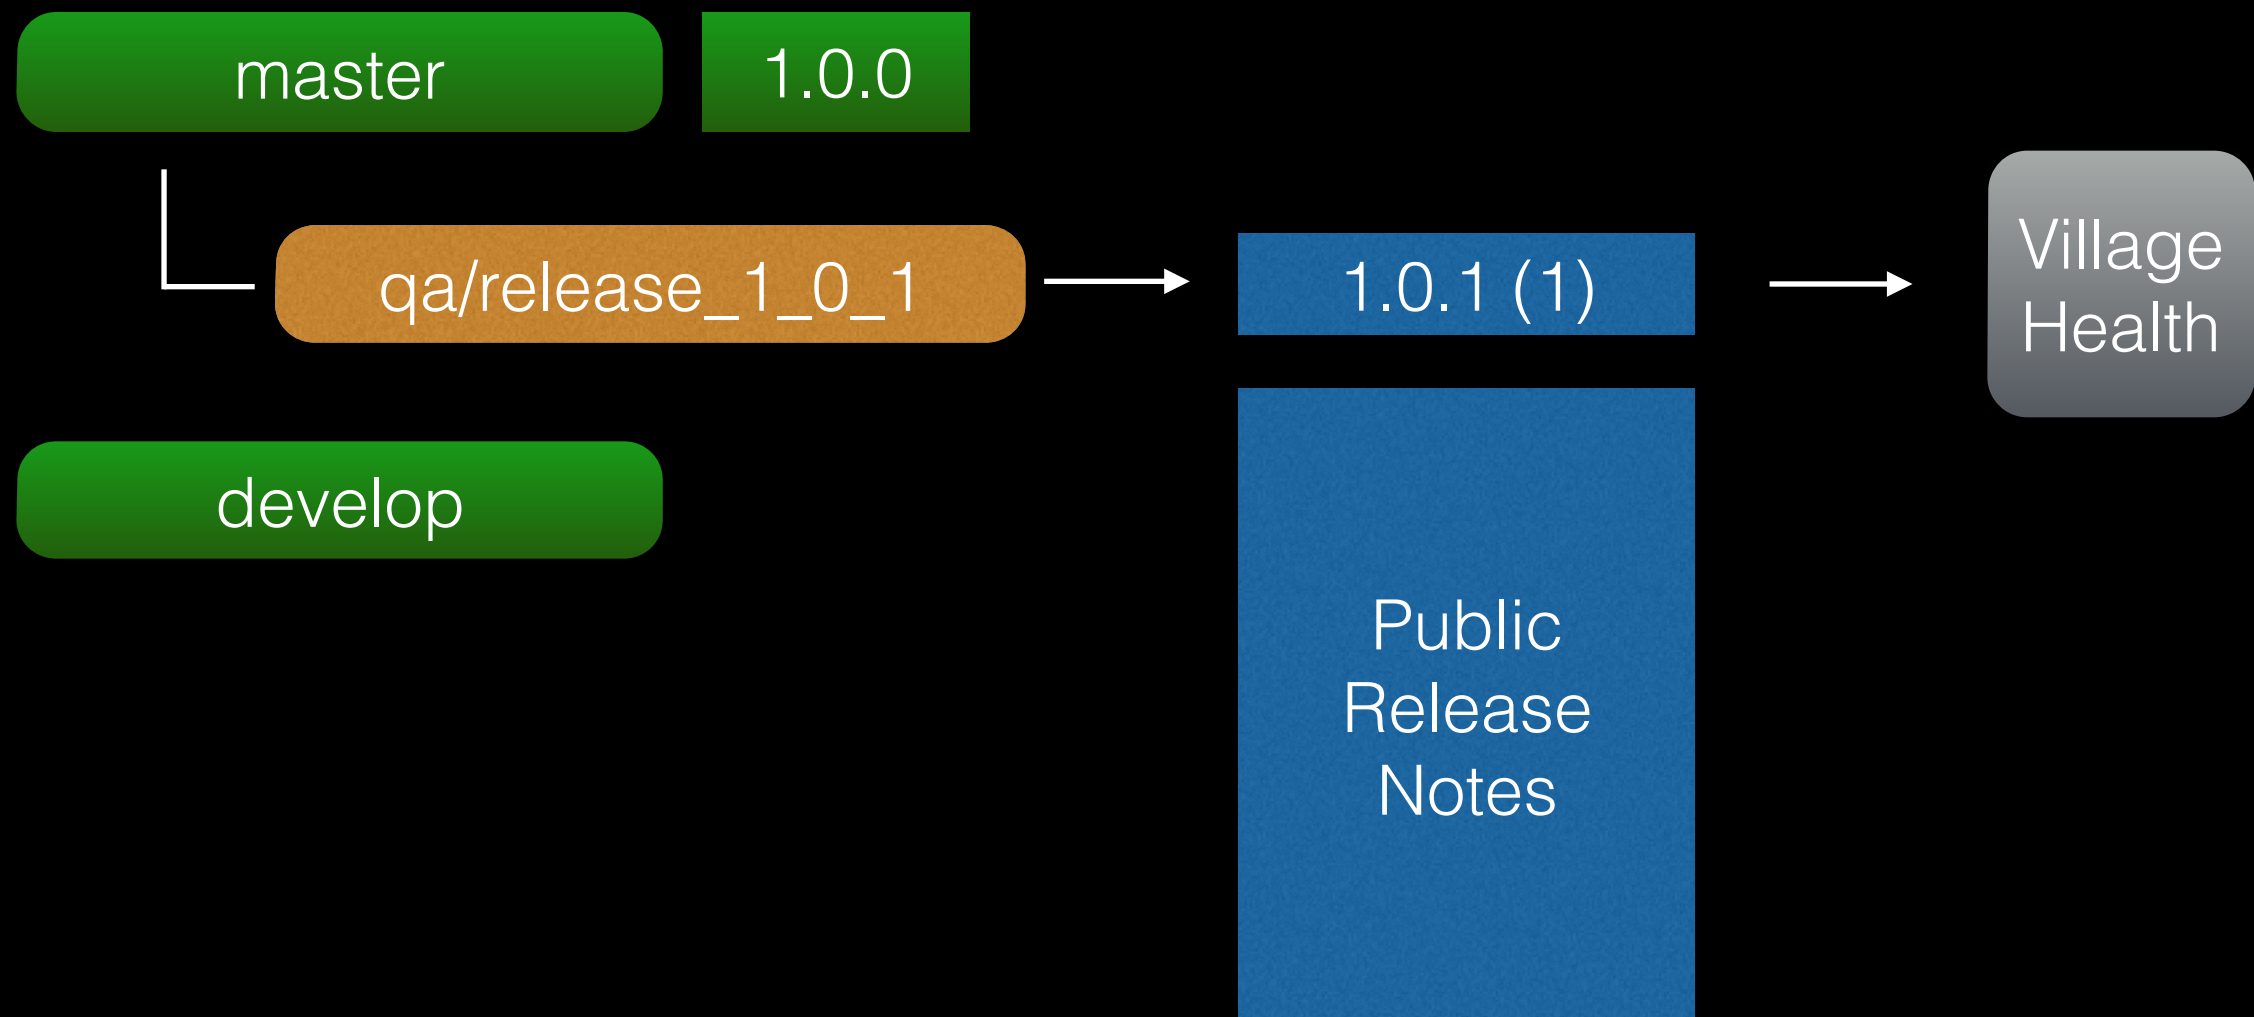 master
1.0.0
qa/release_1_0_1
1.0.1 (1)
Village
Health
develop
Public
Release
Notes